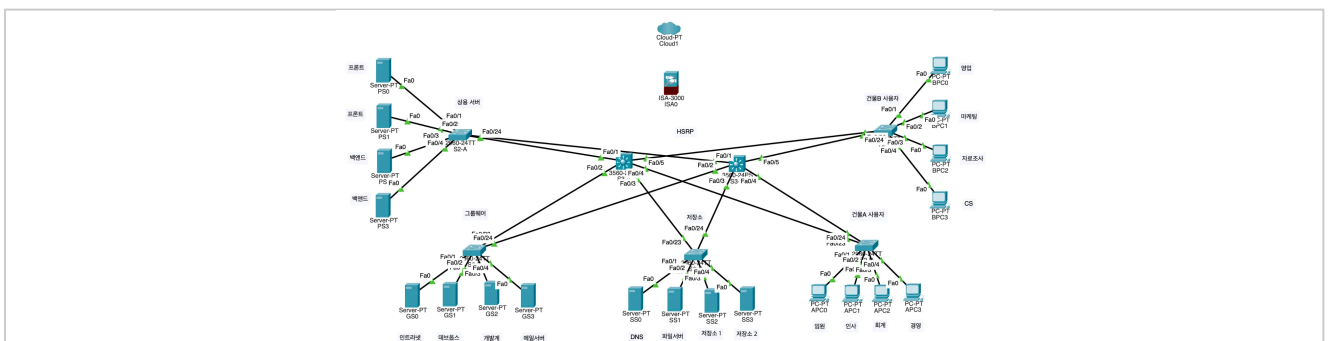 Cloud-PT
Cloud1
프론트
Fa0
Server-PT
PS0
ISA-3000
ISA0
영업
Fa0
PC-PT
BPC0
상용 서버
건물B 사용자
프론트
Fa0
Server-PT
PS1
Fa0/1
Fa0/2
Fa0/3
Fa0/4
Fa0/24
2960-24TT
S2-A
HSRP
Fa0/1
Fa0/2
Fa0/24
Fa0/3
Fa0/4
마케팅
Fa0
PC-PT
BPC1
백엔드
Fa0
Server-PT
Fa0/1
Fa0/2
Fa0/3
Fa0/4
Fa0/5
Fa0/1
Fa0/2
Fa0/3
Fa0/4
Fa0/5
자료조사
Fa0
PC-PT
BPC2
백엔드
Fa0
Server-PT
PS3
CS
Fa0
PC-PT
BPC3
그룹웨어
저장소
건물A 사용자
Fa0/24
Fa0/2
Fa0/4
Fa0/24
Fa0/23
Fa0/1
Fa0/2
Fa0/4
Fa0/24
Fa0/2
Fa0/4
Fa0
Fa0
Fa0
Fa0
Server-PT
GS0
Server-PT
GS1
Server-PT
GS2
Server-PT
GS3
Fa0
Fa0
Fa0
Fa0
Server-PT
SS0
Server-PT
SS1
Server-PT
SS2
Server-PT
SS3
Fa0
Fa0
Fa0
Fa0
PC-PT
APC0
PC-PT
APC1
PC-PT
APC2
PC-PT
APC3
인트라넷
데브옵스
개발계
메일서버
DNS
파일서버
저장소 1
저장소 2
임원
인사
회계
경영